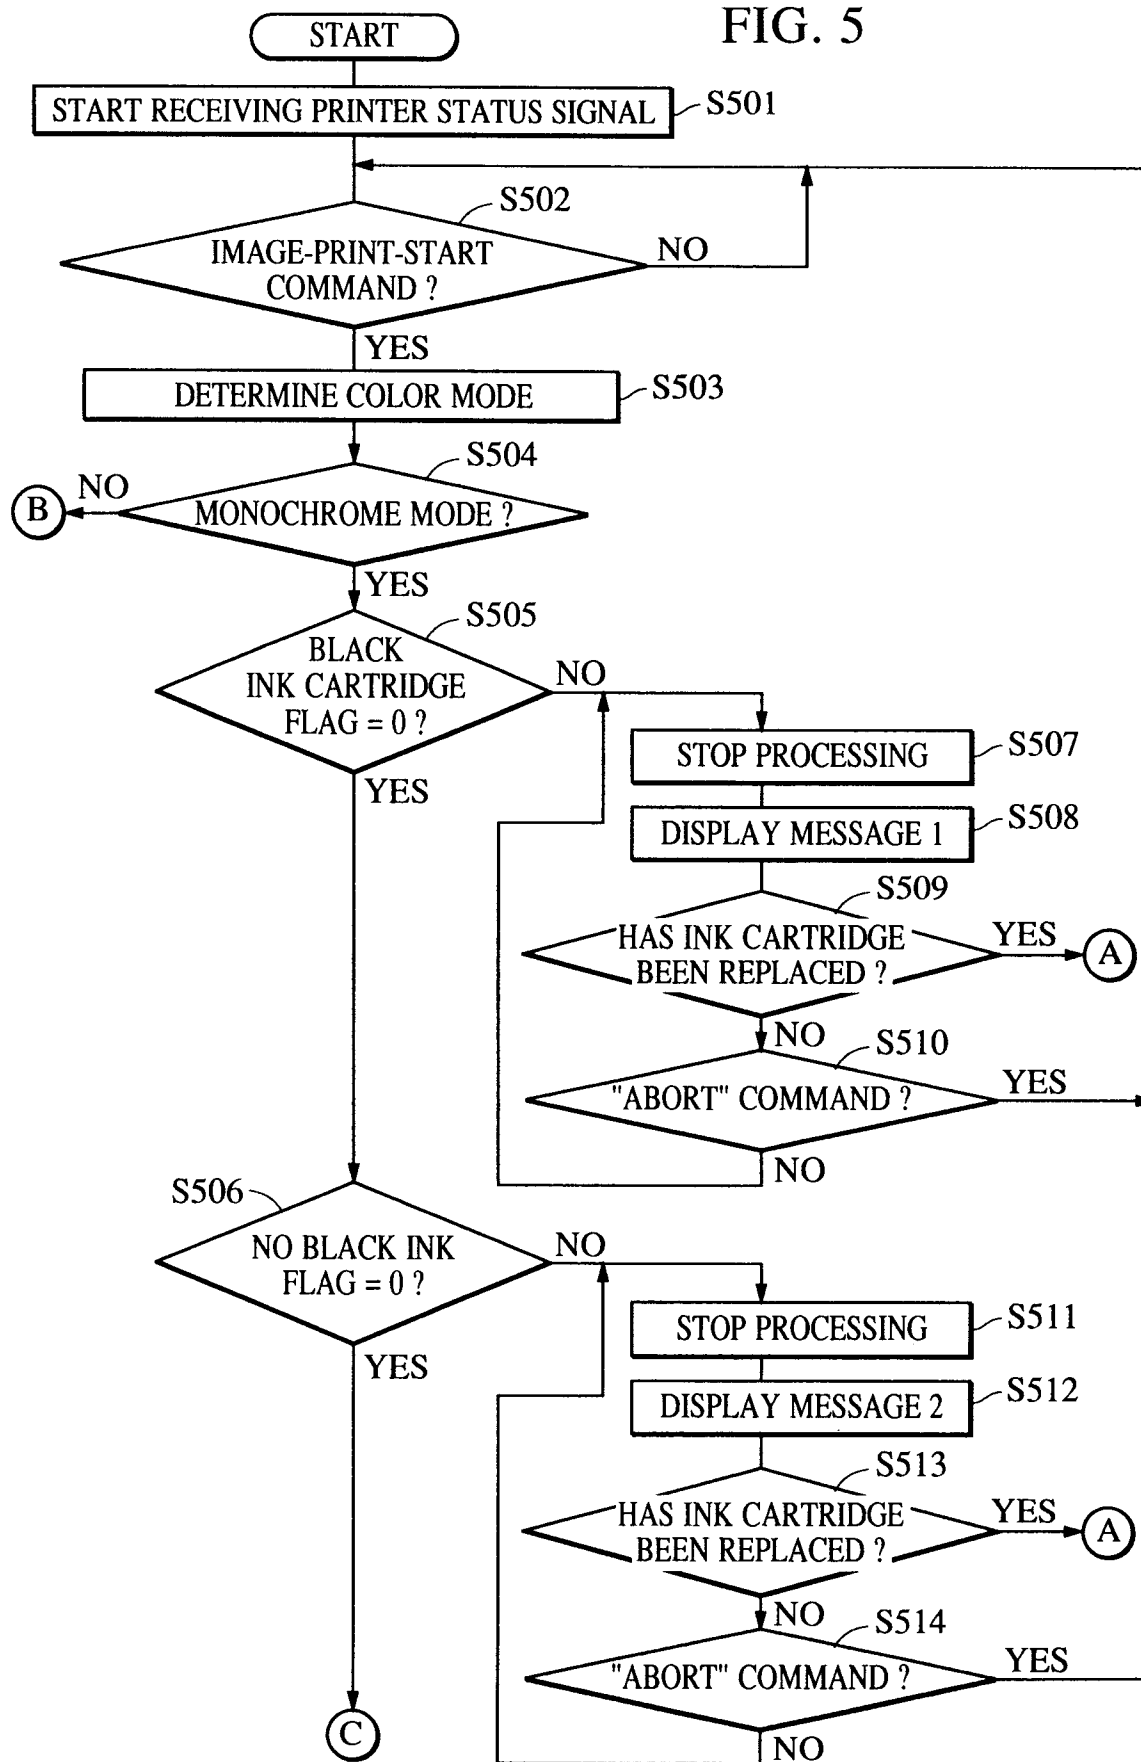 FIG. 5
START
START RECEIVING PRINTER STATUS SIGNAL
S501
S502
IMAGE-PRINT-START
COMMAND ?
NO
YES
DETERMINE COLOR MODE
S503
S504
MONOCHROME MODE ?
NO
B
YES
S505
BLACK
INK CARTRIDGE
FLAG = 0 ?
NO
YES
STOP PROCESSING
S507
DISPLAY MESSAGE 1
S508
S509
HAS INK CARTRIDGE
BEEN REPLACED ?
YES
A
NO
S510
"ABORT" COMMAND ?
YES
NO
S506
NO BLACK INK
FLAG = 0 ?
NO
YES
STOP PROCESSING
S511
DISPLAY MESSAGE 2
S512
S513
HAS INK CARTRIDGE
BEEN REPLACED ?
YES
A
NO
S514
"ABORT" COMMAND ?
YES
NO
C